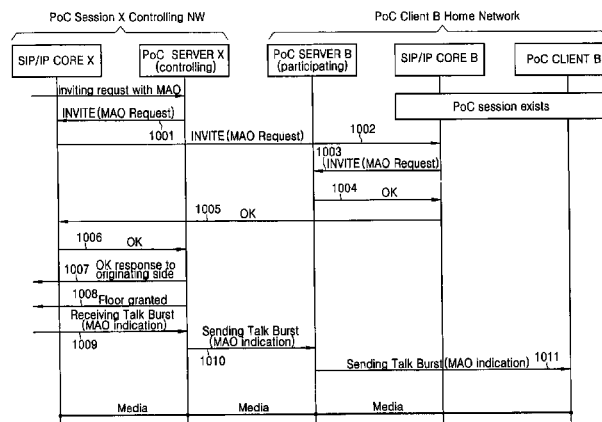 PoC Session X Controlling NW
PoC Client B Home Network
SIP/IP CORE X
PoC SERVER X
(controlling)
PoC SERVER B
(participating)
SIP/IP CORE B
PoC CLIENT B
inviting requst with MAO
PoC session exists
INVITE (MAO Request)
1001
INVITE (MAO Request)
1002
1003
INVITE (MAO Request)
1004
OK
1005
OK
1006
OK
1007
OK response to
originating side
1008
Floor granted
Receiving Talk Burst
(MAO indication)
1009
Sending Talk Burst
(MAO indication)
1010
Sending Talk Burst (MAO indication)
1011
Media
Media
Media